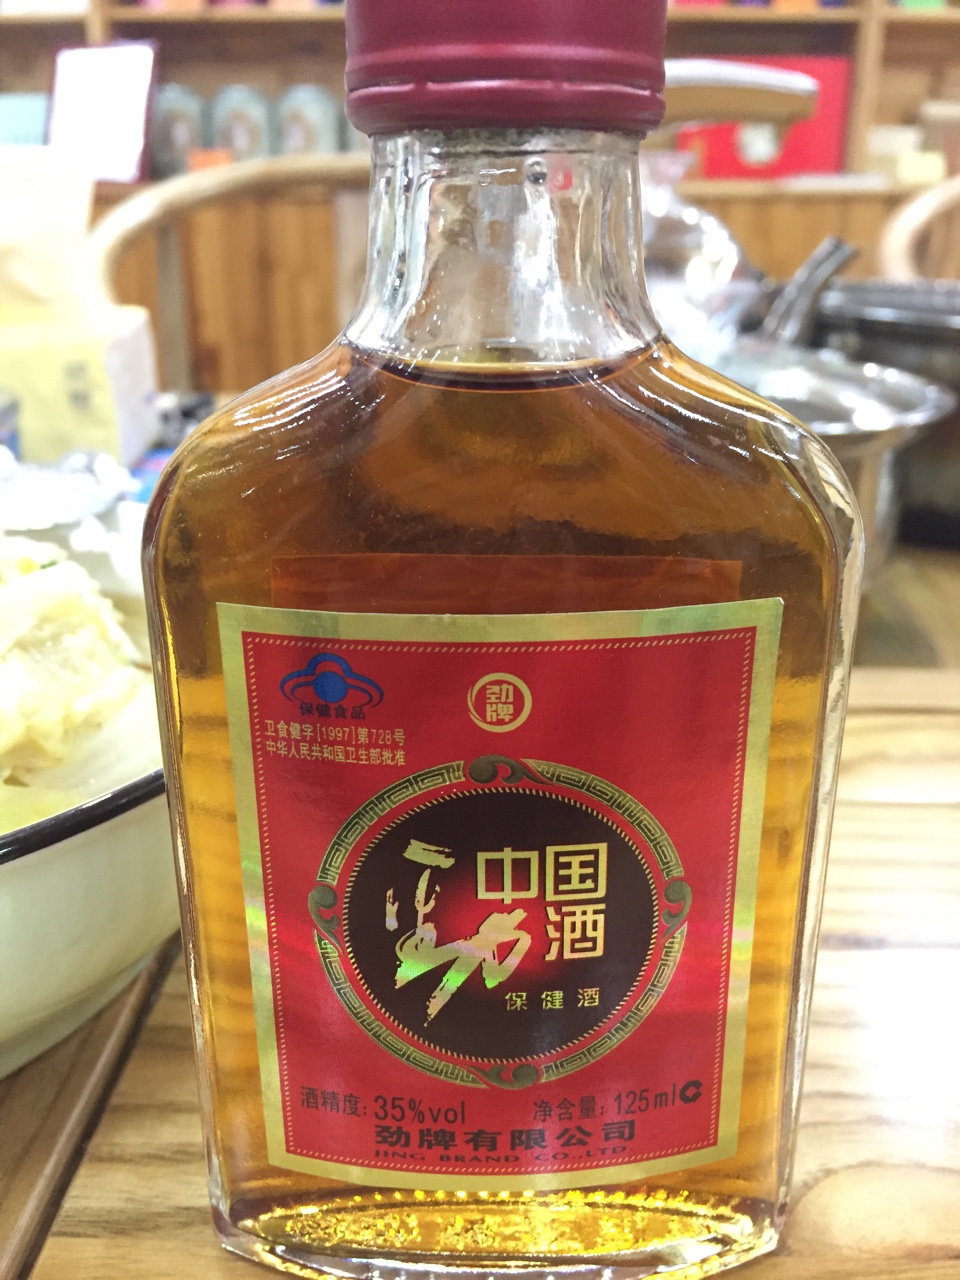 保健食品
卫食健字[1997]第728号
中华人民共和国卫生部批准
劲牌
中国
劲酒
保健酒
酒精度:35%vol
净含量:125ml
劲牌有限公司
JING BRAND CO.,LTD.